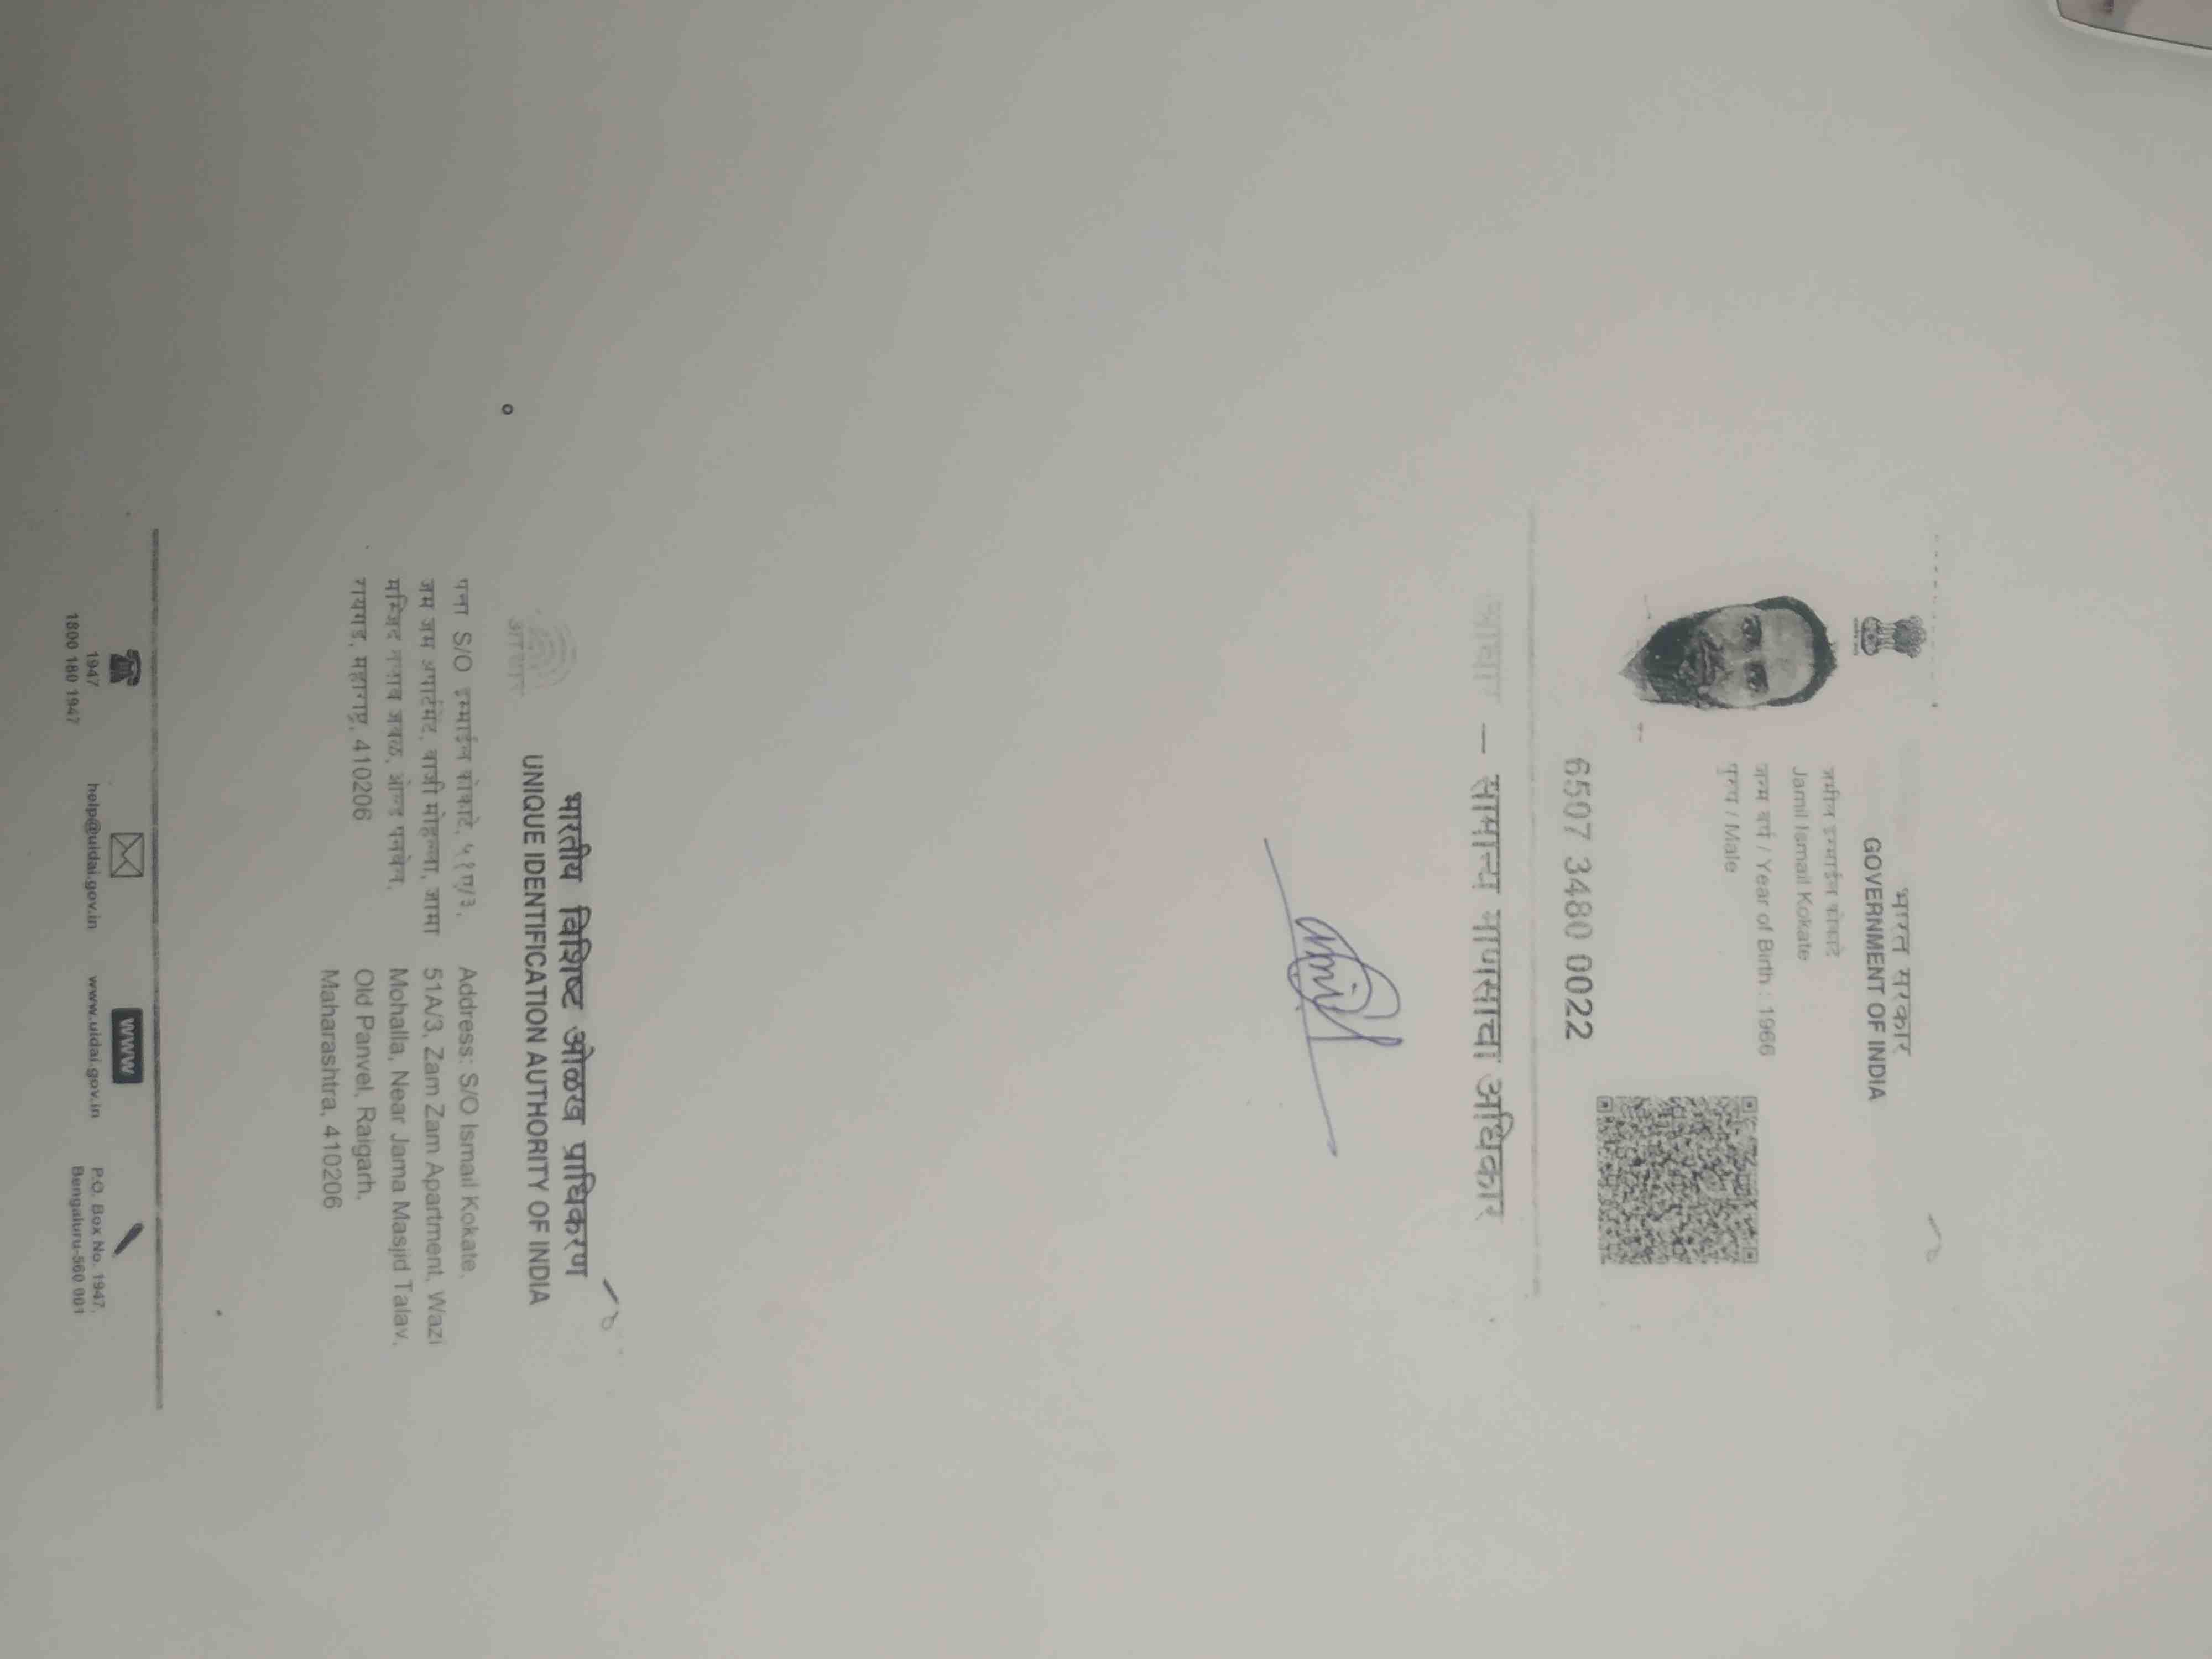 भारत सरकार
GOVERNMENT OF INDIA
जमील इस्माईल कोकाटे
Jamil Ismail Kokate
जन्म वर्ष / Year of Birth : 1966
पुरुष / Male
6507 3480 0022
आधार – सामान्य माणसाचा अधिकार
भारतीय विशिष्ट ओळख प्राधिकरण
UNIQUE IDENTIFICATION AUTHORITY OF INDIA
आधार
पत्ता S/O इस्माईल कोकाटे, ५१ए/३,
जम जम अपार्टमेंट, वाजी मोहल्ला, जामा
मस्जिद तलाव जवळ, ओल्ड पनवेल,
रायगड, महाराष्ट्र, 410206
Address: S/O Ismail Kokate,
51A/3, Zam Zam Apartment, Wazi
Mohalla, Near Jama Masjid Talav,
Old Panvel, Raigarh,
Maharashtra, 410206
1947
1800 180 1947
help@uidai.gov.in
WWW
www.uidai.gov.in
P.O. Box No. 1947,
Bengaluru-560 001